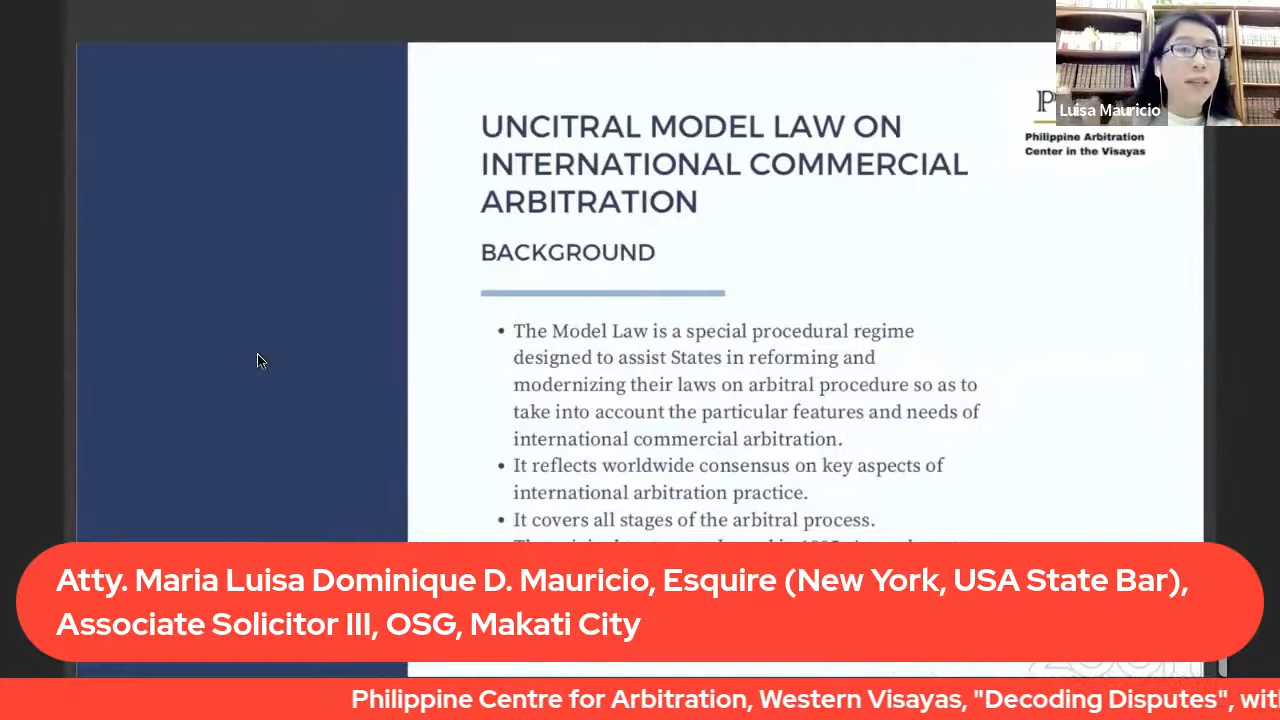 UNCITRAL MODEL LAW ON
INTERNATIONAL COMMERCIAL
ARBITRATION
BACKGROUND
Luisa Mauricio
Philippine Arbitration
Center in the Visayas
• The Model Law is a special procedural regime
designed to assist States in reforming and
modernizing their laws on arbitral procedure so as to
take into account the particular features and needs of
international commercial arbitration.
• It reflects worldwide consensus on key aspects of
international arbitration practice.
• It covers all stages of the arbitral process.
Atty. Maria Luisa Dominique D. Mauricio, Esquire (New York, USA State Bar),
Associate Solicitor III, OSG, Makati City
zoom
Philippine Centre for Arbitration, Western Visayas, "Decoding Disputes", wit